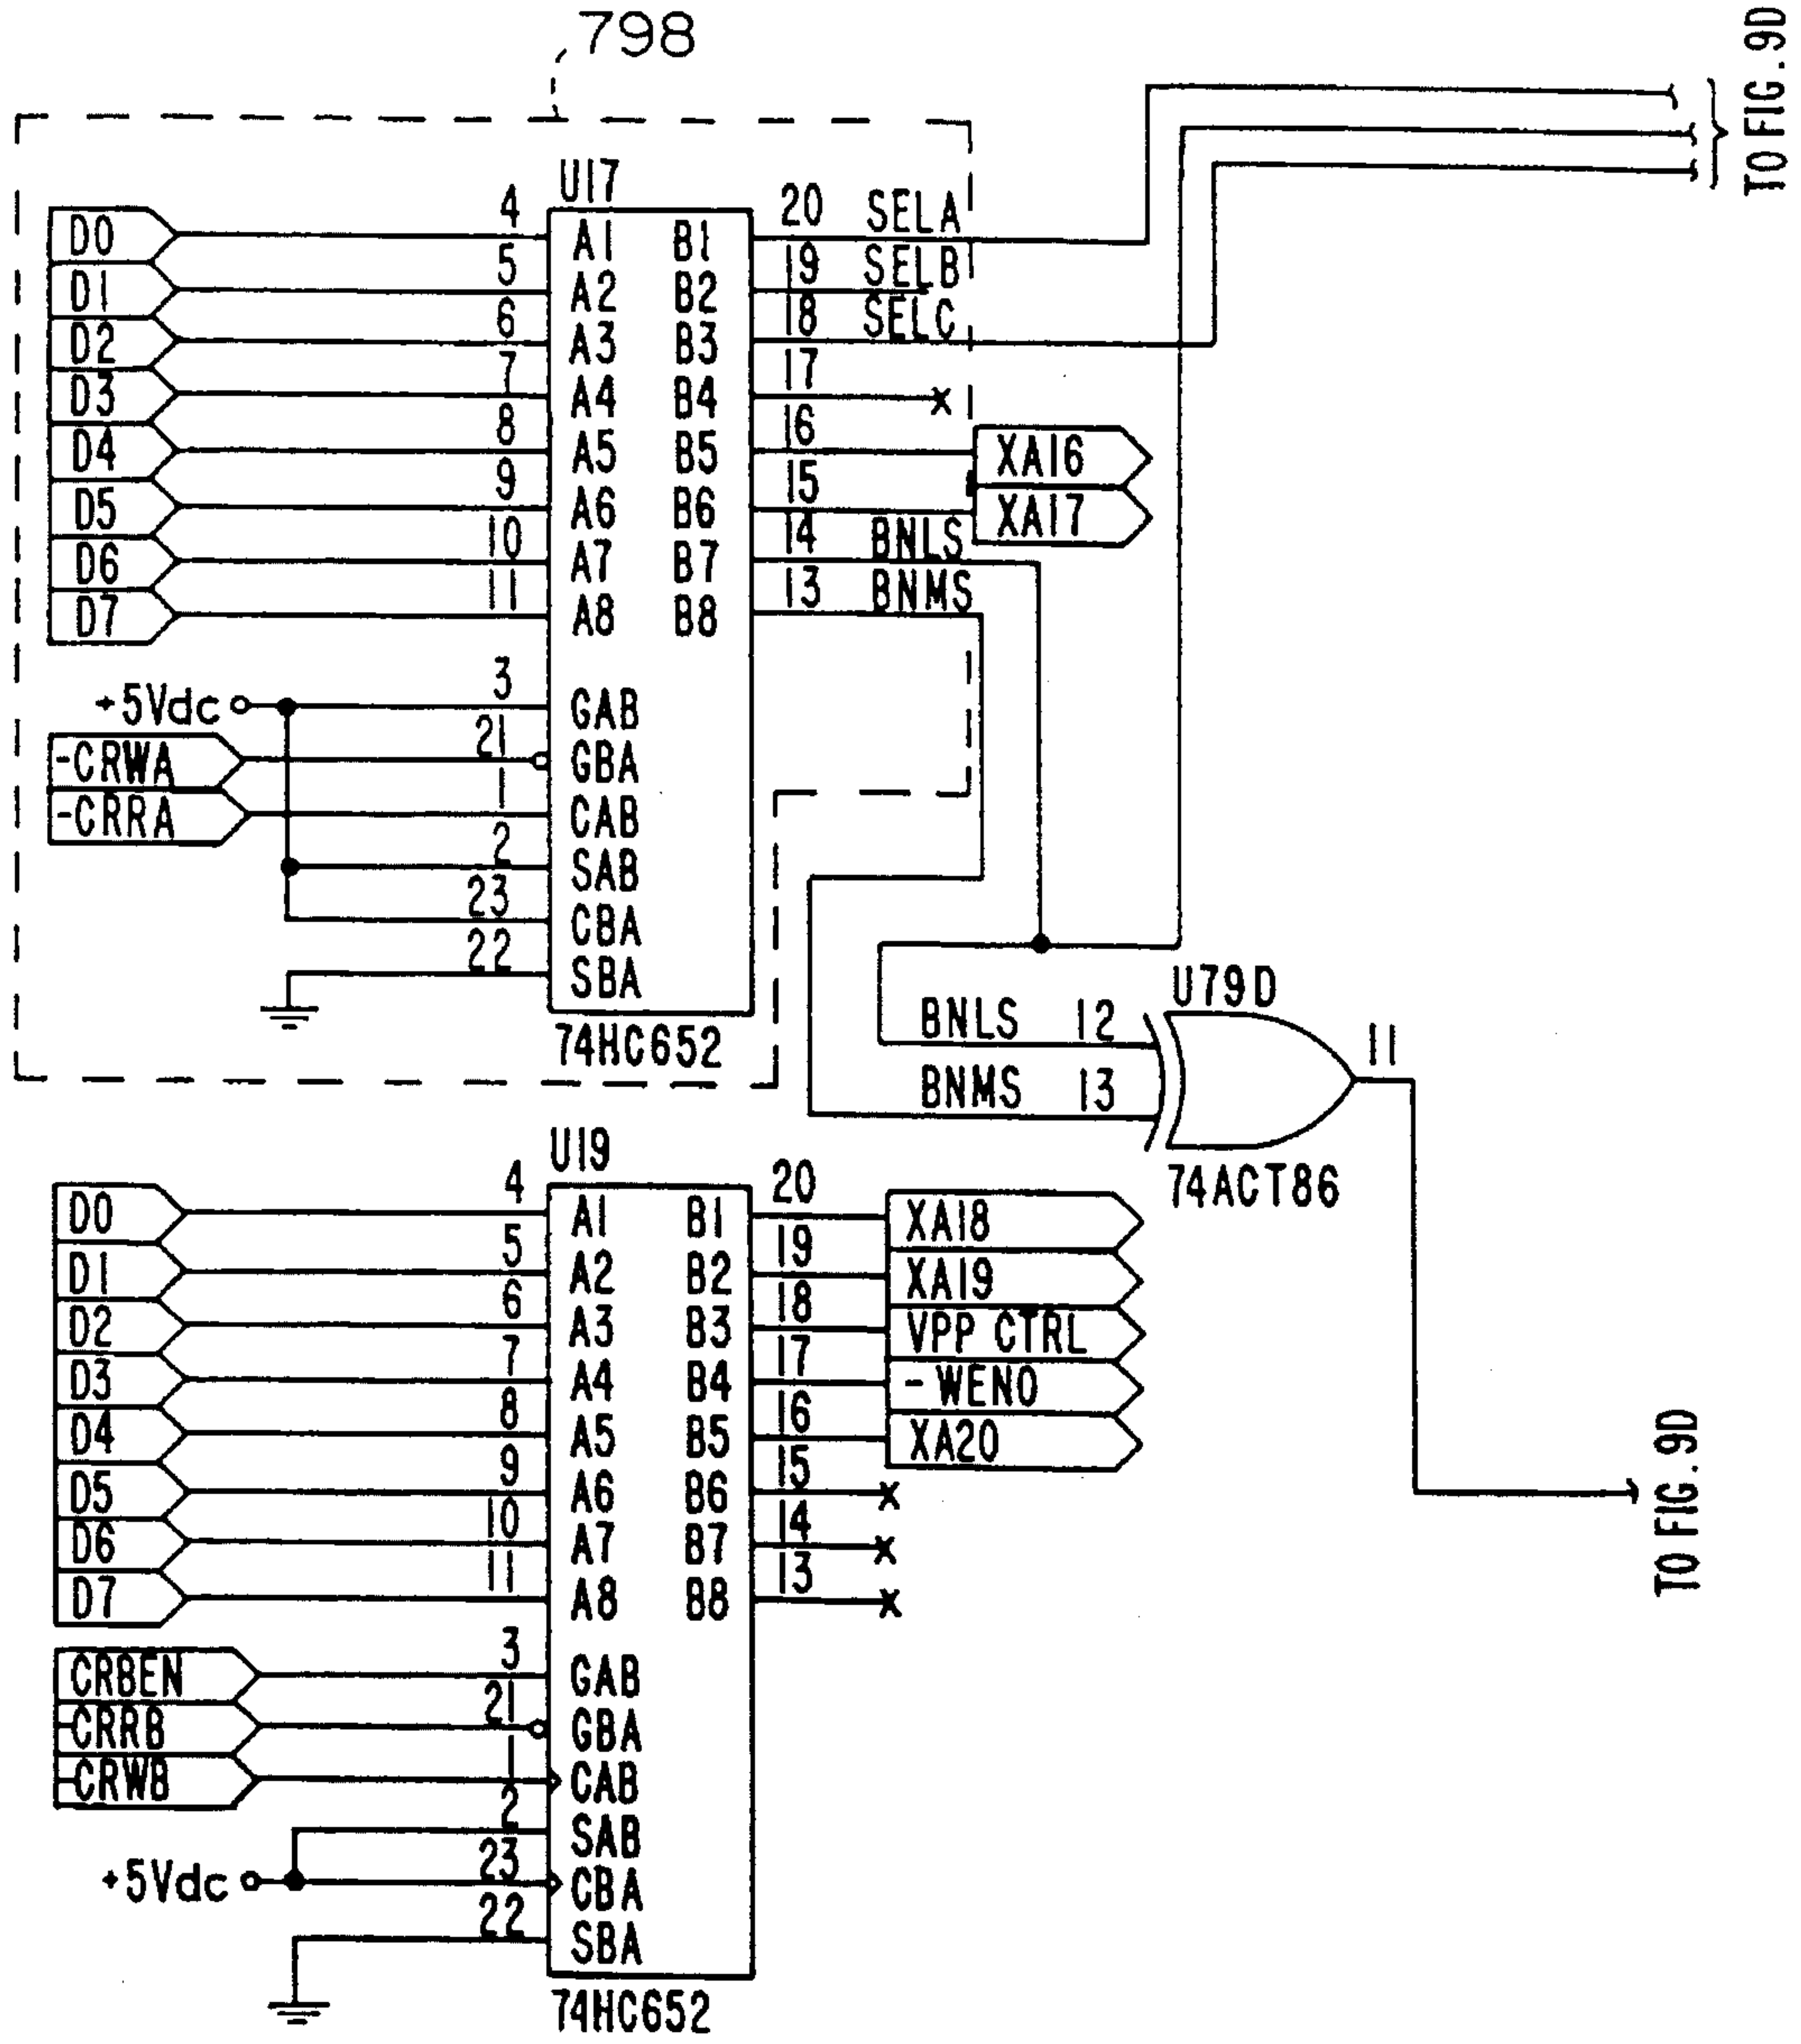 798
TO FIG. 9D
U17
D0 4 A1 B1 20 SELA
D1 5 A2 B2 19 SELB
D2 6 A3 B3 18 SELC
D3 7 A4 B4 17
D4 8 A5 B5 16 XA16
D5 9 A6 B6 15 XA17
D6 10 A7 B7 14 BNLS
D7 11 A8 B8 13 BNMS
+5Vdc 3 GAB
-CRWA 21 GBA
-CRRA 1 CAB
2 SAB
23 CBA
22 SBA
74HC652
U79D
BNLS 12
11
BNMS 13
74ACT86
U19
D0 4 A1 B1 20 XA18
D1 5 A2 B2 19 XA19
D2 6 A3 B3 18 VPP CTRL
D3 7 A4 B4 17 -WEN0
D4 8 A5 B5 16 XA20
D5 9 A6 B6 15
D6 10 A7 B7 14
D7 11 A8 B8 13
TO FIG. 9D
CRBEN 3 GAB
-CRRB 21 GBA
-CRWB 1 CAB
2 SAB
+5Vdc 23 CBA
22 SBA
74HC652